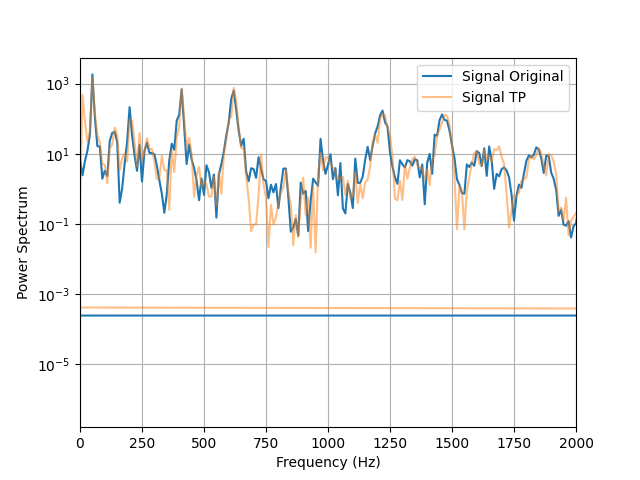 Signal Original
Signal TP
Power Spectrum
10³
10¹
10⁻¹
10⁻³
10⁻⁵
0 250 500 750 1000 1250 1500 1750 2000
Frequency (Hz)